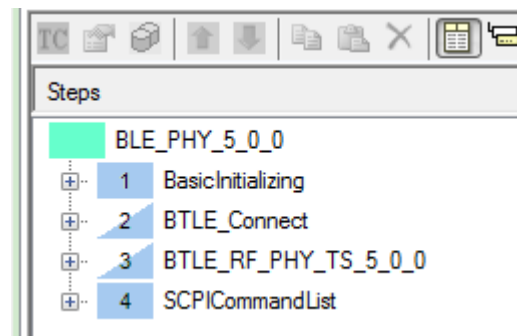 TC
Steps
BLE_PHY_5_0_0
1 BasicInitializing
2 BTLE_Connect
3 BTLE_RF_PHY_TS_5_0_0
4 SCPICommandList